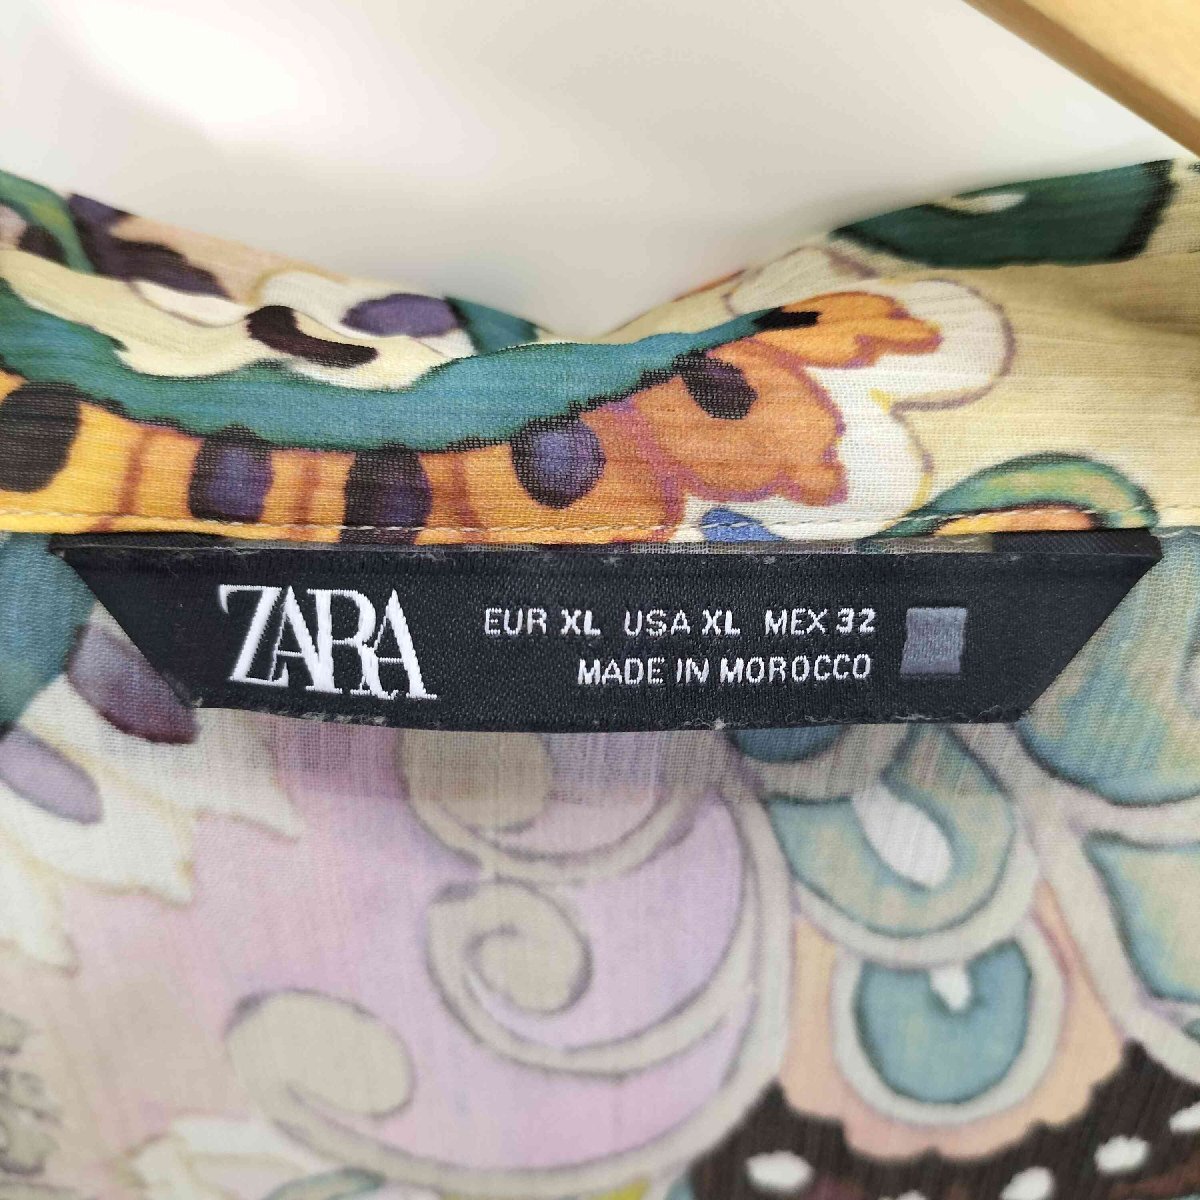 ZARA
EUR XL USA XL MEX 32
MADE IN MOROCCO